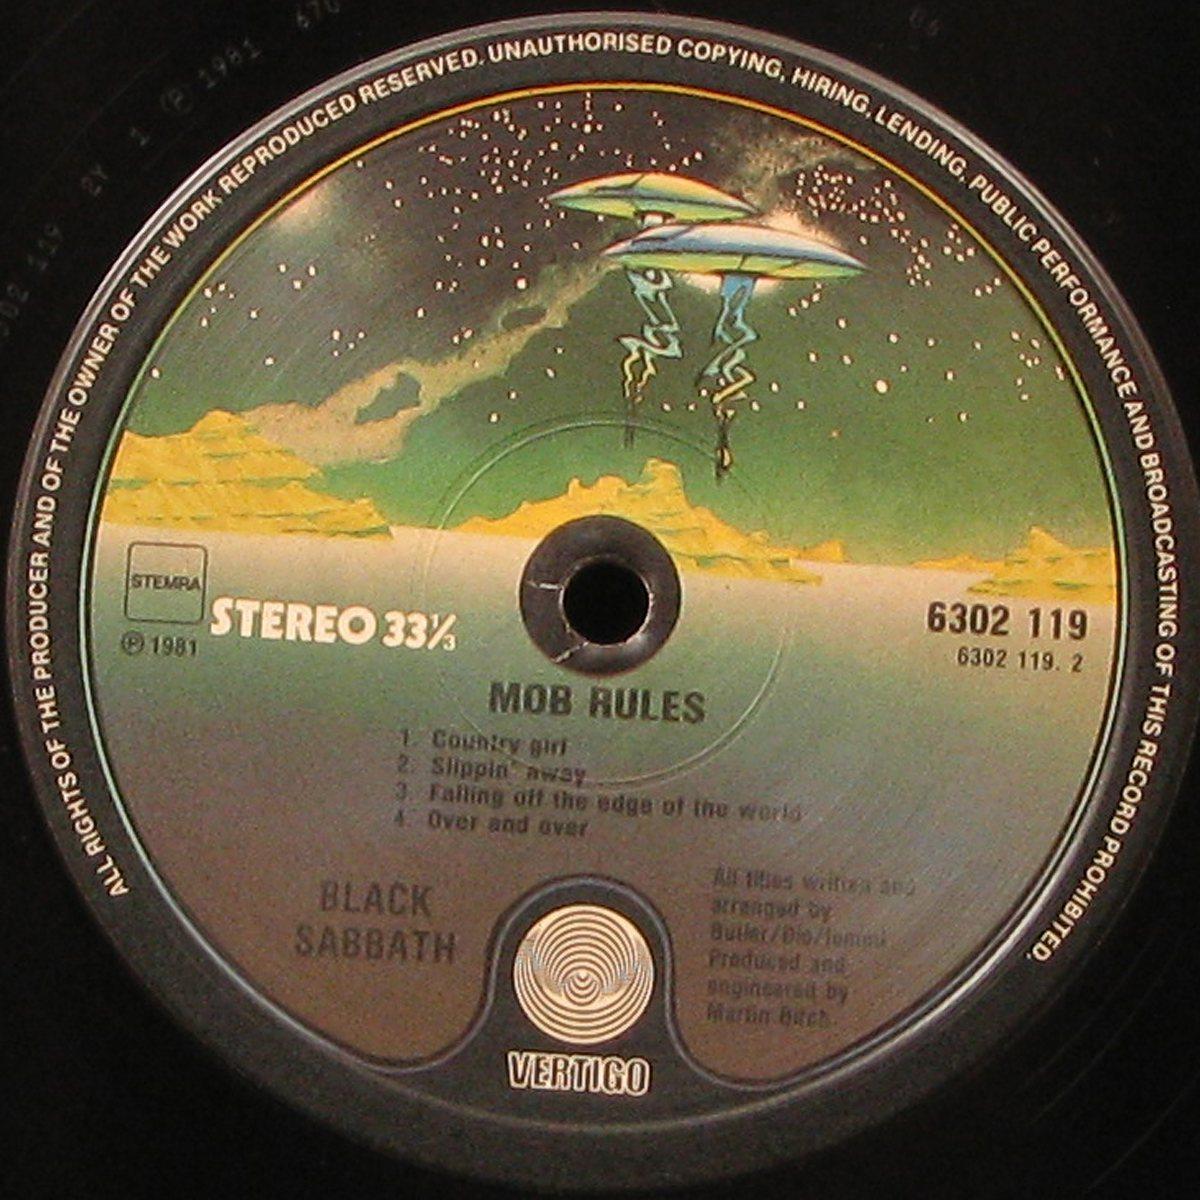 ALL RIGHTS OF THE PRODUCER AND OF THE OWNER OF THE WORK REPRODUCED RESERVED. UNAUTHORISED COPYING, HIRING, LENDING, PUBLIC PERFORMANCE AND BROADCASTING OF THIS RECORD PROHIBITED.
STEMRA
℗ 1981
STEREO 33⅓
6302 119
6302 119. 2
MOB RULES
1. Country girl
2. Slippin' away
3. Falling off the edge of the world
4. Over and over
BLACK
SABBATH
All titles written and
arranged by
Butler/Dio/Iommi
Produced and
engineered by
Martin Birch.
VERTIGO